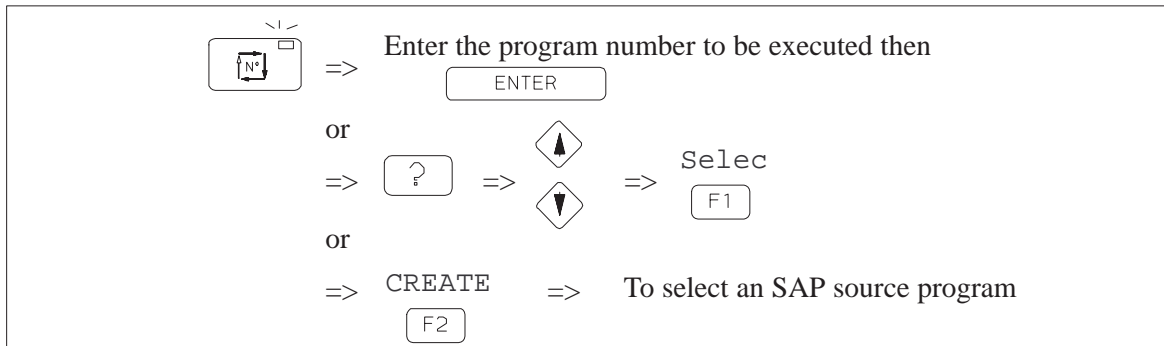 Enter the program number to be executed then
N°
=>
ENTER
or
=> ? => => Selec
F1
or
=> CREATE => To select an SAP source program
F2